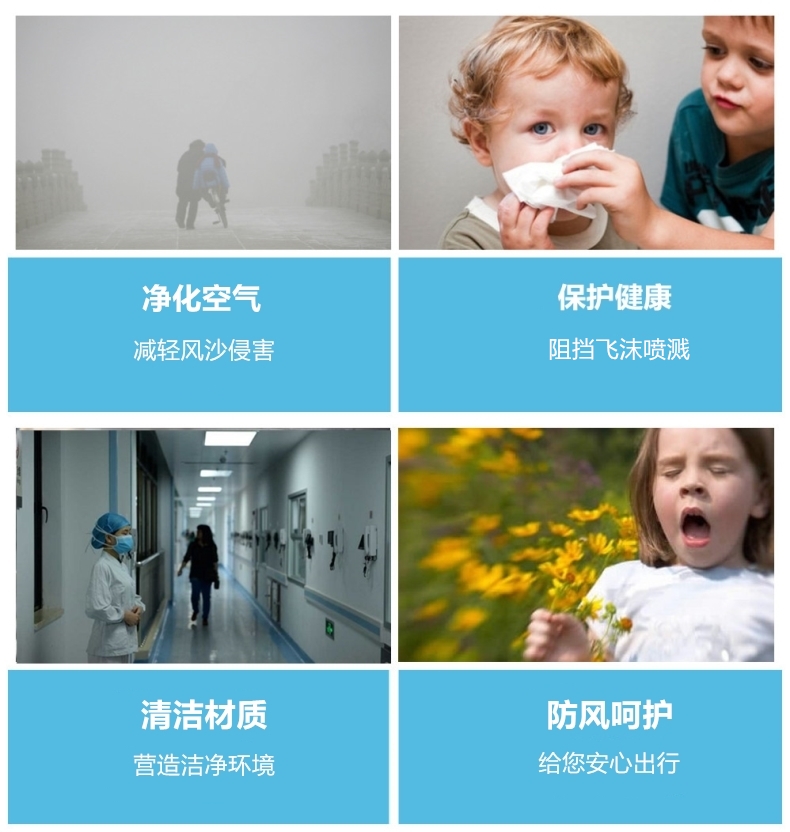 净化空气
减轻风沙侵害
保护健康
阻挡飞沫喷溅
清洁材质
营造洁净环境
防风呵护
给您安心出行